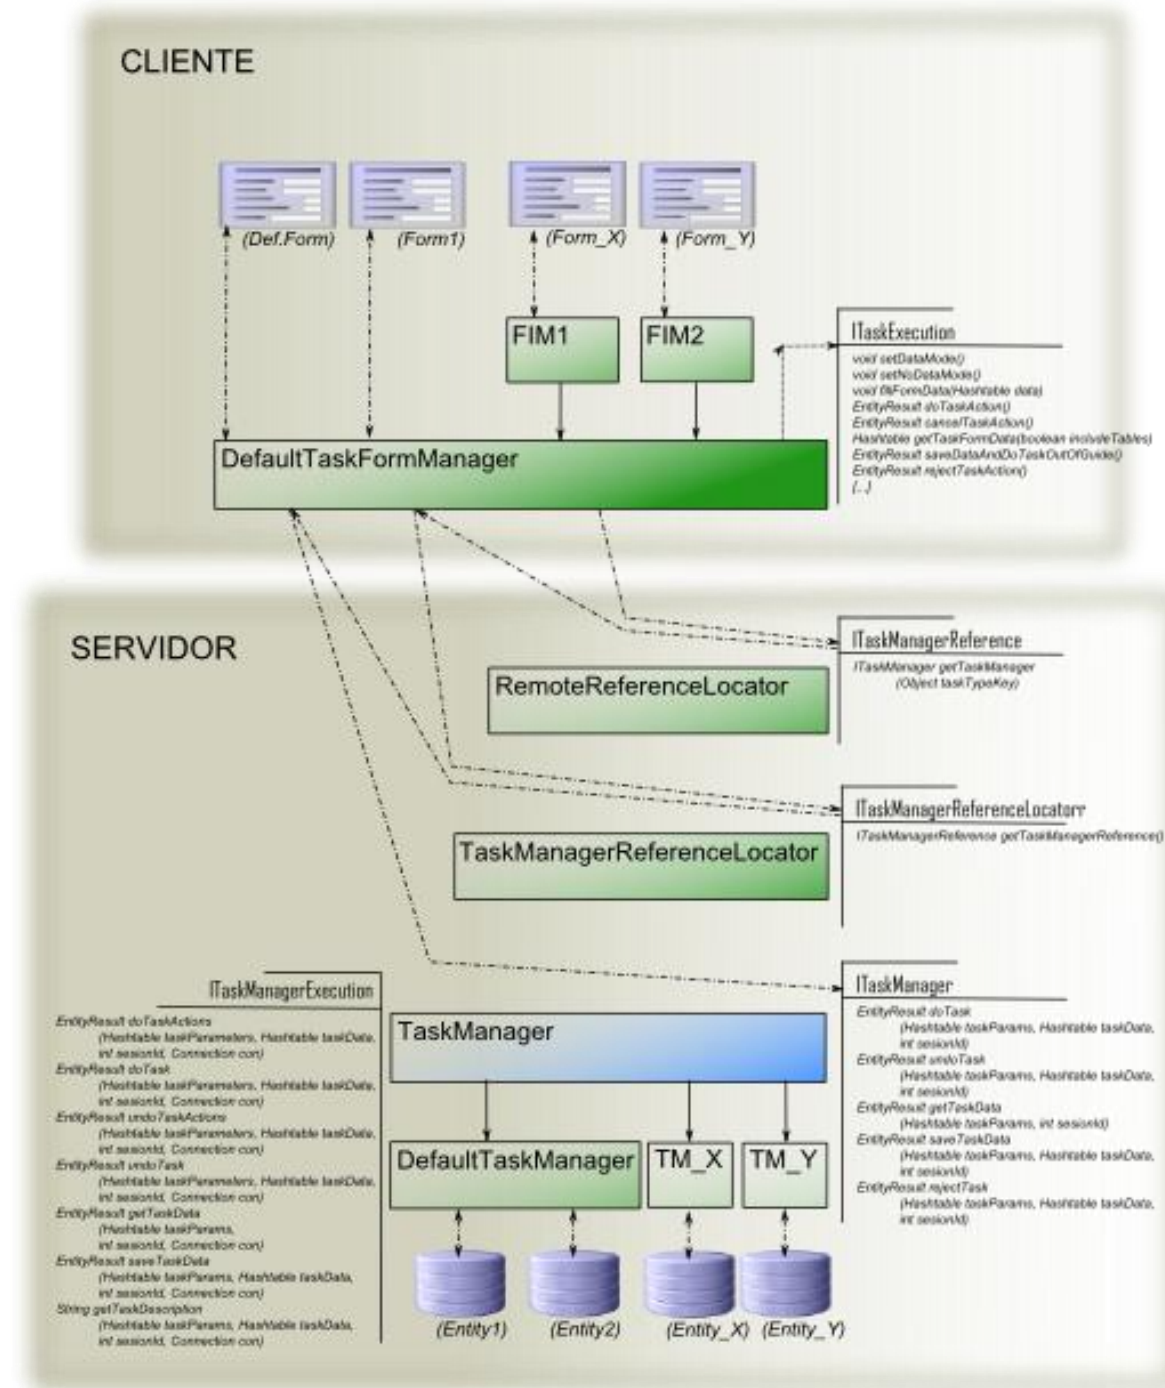 CLIENTE
(Def.Form)
(Form1)
(Form_X)
(Form_Y)
FIM1
FIM2
ITaskExecution
void setDataMode()
void setNoDataMode()
void fillFormData(Hashtable data)
EntityResult doTaskAction()
EntityResult cancelTaskAction()
Hashtable getTaskFormData(boolean includeTables)
EntityResult saveDataAndDoTaskOutOfGuide()
EntityResult rejectTaskAction()
(...)
DefaultTaskFormManager
SERVIDOR
ITaskManagerReference
ITaskManager getTaskManager
(Object taskTypeKey)
RemoteReferenceLocator
ITaskManagerReferenceLocatorr
ITaskManagerReference getTaskManagerReference()
TaskManagerReferenceLocator
ITaskManagerExecution
EntityResult doTaskActions
(Hashtable taskParameters, Hashtable taskData,
int sesionId, Connection con)
EntityResult doTask
(Hashtable taskParameters, Hashtable taskData,
int sesionId, Connection con)
EntityResult undoTaskActions
(Hashtable taskParameters, Hashtable taskData,
int sesionId, Connection con)
EntityResult undoTask
(Hashtable taskParameters, Hashtable taskData,
int sesionId, Connection con)
EntityResult getTaskData
(Hashtable taskParams,
int sesionId, Connection con)
EntityResult saveTaskData
(Hashtable taskParams, Hashtable taskData,
int sesionId, Connection con)
String getTaskDescription
(Hashtable taskParams, Hashtable taskData,
int sesionId, Connection con)
TaskManager
DefaultTaskManager
TM_X
TM_Y
(Entity1)
(Entity2)
(Entity_X)
(Entity_Y)
ITaskManager
EntityResult doTask
(Hashtable taskParams, Hashtable taskData,
int sesionId)
EntityResult undoTask
(Hashtable taskParams, Hashtable taskData,
int sesionId)
EntityResult getTaskData
(Hashtable taskParams, int sesionId)
EntityResult saveTaskData
(Hashtable taskParams, Hashtable taskData,
int sesionId)
EntityResult rejectTask
(Hashtable taskParams, Hashtable taskData,
int sesionId)